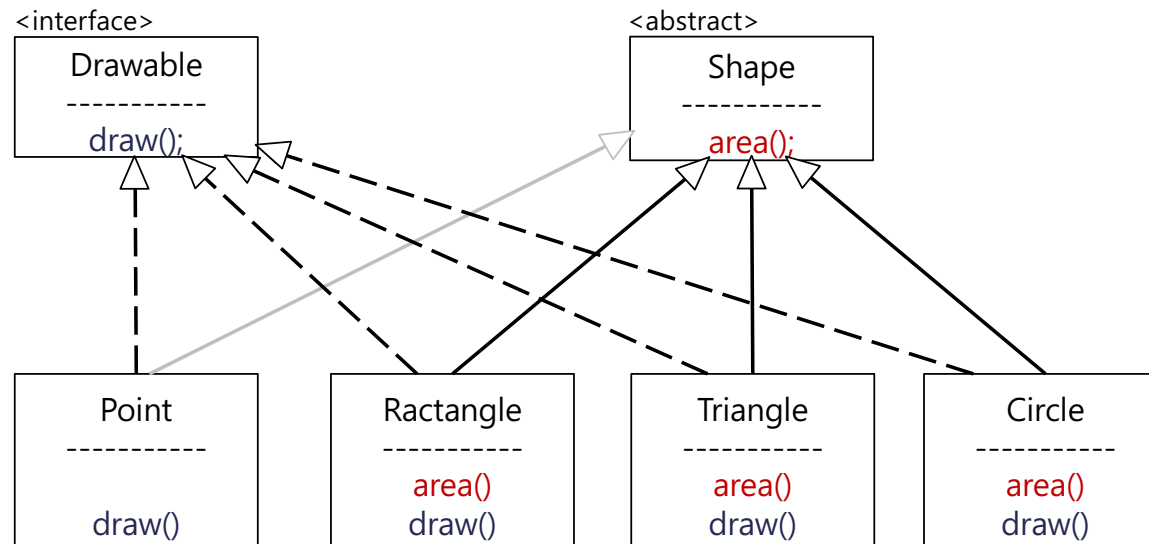 <interface>
Drawable
-----------
draw();
<abstract>
Shape
-----------
area();
Point
-----------
draw()
Ractangle
-----------
area()
draw()
Triangle
-----------
area()
draw()
Circle
-----------
area()
draw()